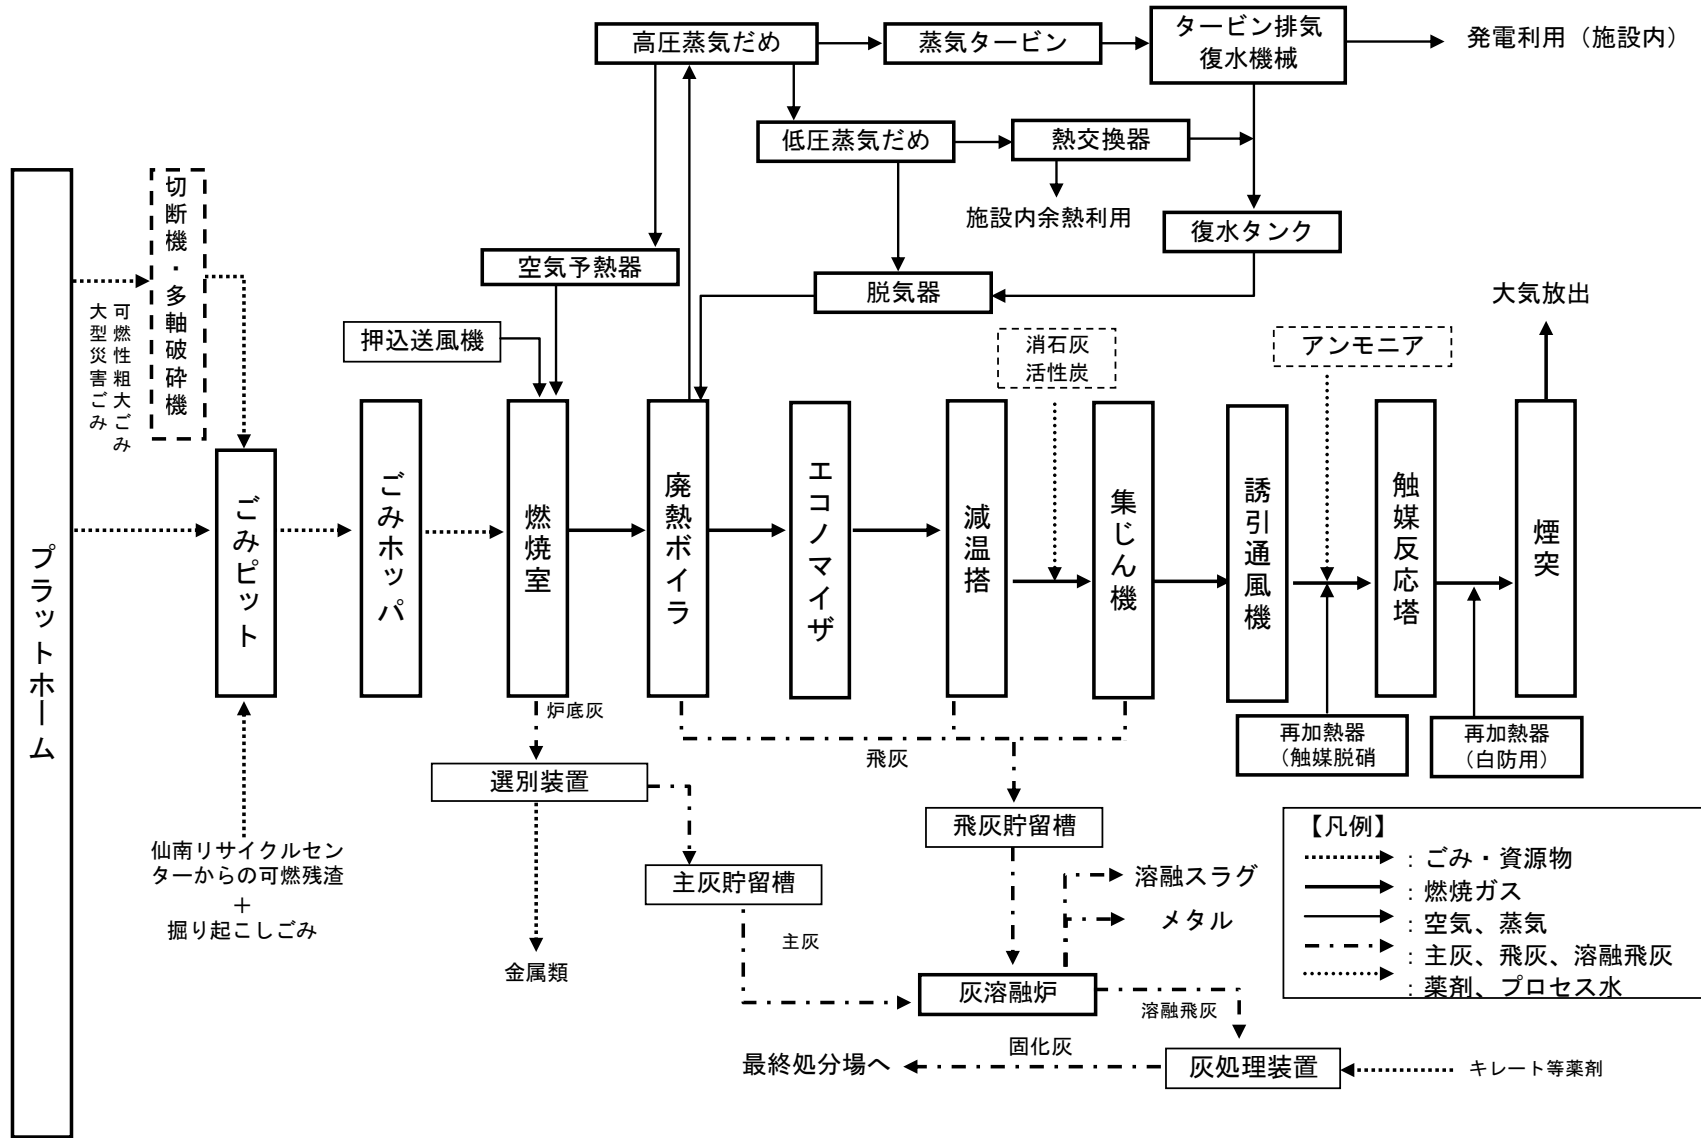 高圧蒸気だめ
蒸気タービン
タービン排気
復水機械
発電利用（施設内）
低圧蒸気だめ
熱交換器
施設内余熱利用
復水タンク
切断機・多軸破砕機
空気予熱器
脱気器
押込送風機
可燃性粗大ごみ
大型災害ごみ
消石灰
活性炭
アンモニア
大気放出
プラットホーム
ごみピット
ごみホッパ
燃焼室
廃熱ボイラ
エコノマイザ
減温搭
集じん機
誘引通風機
触媒反応塔
煙突
炉底灰
飛灰
再加熱器
（触媒脱硝
再加熱器
（白防用）
選別装置
飛灰貯留槽
仙南リサイクルセン
ターからの可燃残渣
＋
掘り起こしごみ
主灰貯留槽
主灰
金属類
溶融スラグ
メタル
灰溶融炉
溶融飛灰
固化灰
最終処分場へ
灰処理装置
キレート等薬剤
【凡例】
：ごみ・資源物
：燃焼ガス
：空気、蒸気
：主灰、飛灰、溶融飛灰
：薬剤、プロセス水